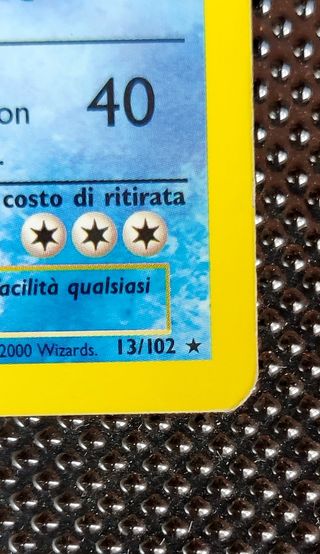 on 40
.
costo di ritirata
acilità qualsiasi
2000 Wizards. 13/102 ★